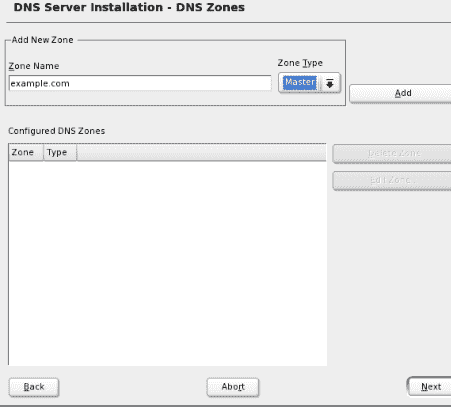 DNS Server Installation - DNS Zones
Add New Zone
Zone Name
Zone Type
example.com
Master
Add
Configured DNS Zones
Zone Type
Delete Zone
Edit Zone...
Back
Abort
Next